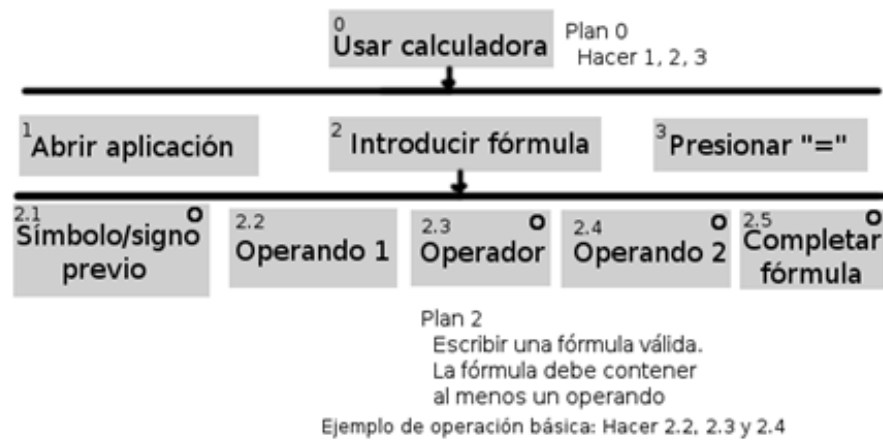 0
Usar calculadora
Plan 0
Hacer 1, 2, 3
1
Abrir aplicación
2
Introducir fórmula
3
Presionar "="
2.1
Símbolo/signo
previo
2.2
Operando 1
2.3
Operador
2.4
Operando 2
2.5
Completar
fórmula
Plan 2
Escribir una fórmula válida.
La fórmula debe contener
al menos un operando
Ejemplo de operación básica: Hacer 2.2, 2.3 y 2.4